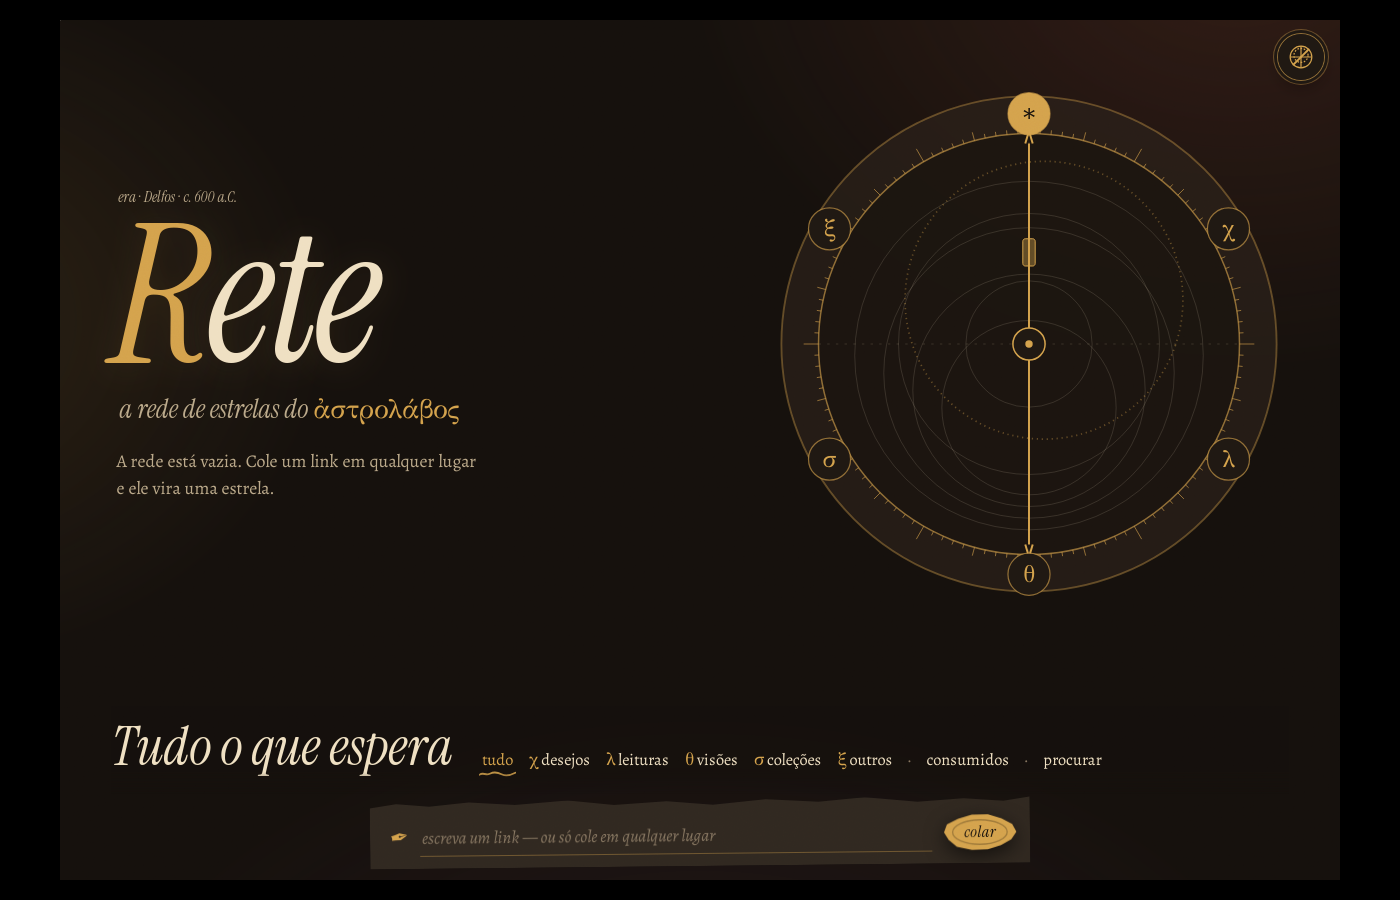 era · Delfos · c. 600 a.C.
Rete
a rede de estrelas do ἀστρολάβος
A rede está vazia. Cole um link em qualquer lugar
e ele vira uma estrela.
*
ξ
χ
σ
λ
θ
Tudo o que espera
tudo χ desejos λ leituras θ visões σ coleções ξ outros · consumidos · procurar
escreva um link — ou só cole em qualquer lugar
colar